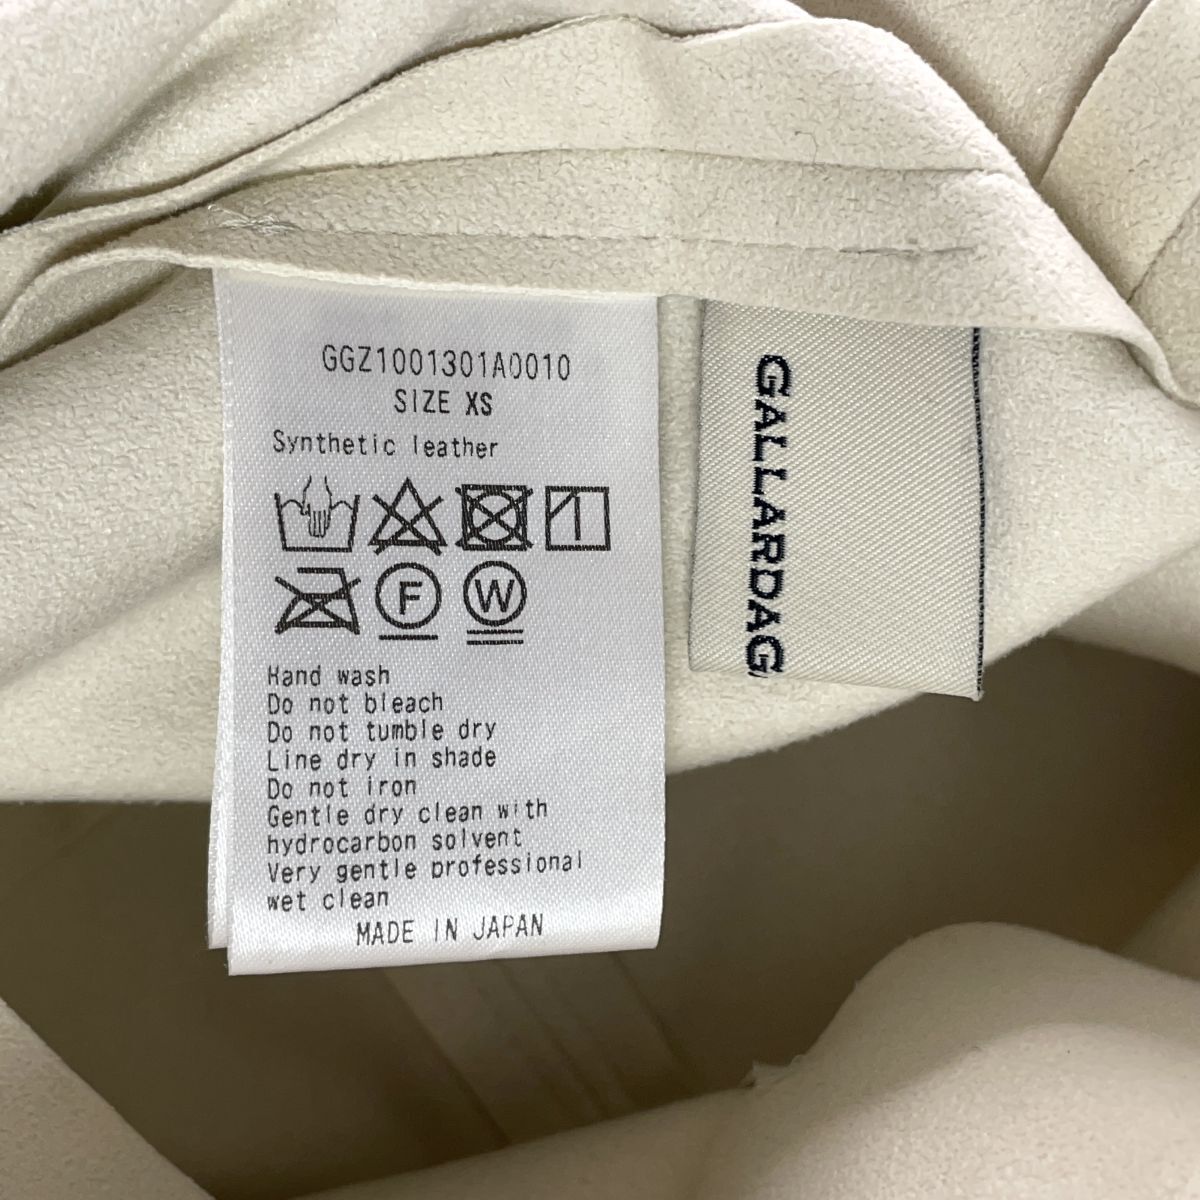 GGZ1001301A0010
SIZE XS
Synthetic leather
F W
Hand wash
Do not bleach
Do not tumble dry
Line dry in shade
Do not iron
Gentle dry clean with
hydrocarbon solvent
Very gentle professional
wet clean
MADE IN JAPAN
GALLARDAG